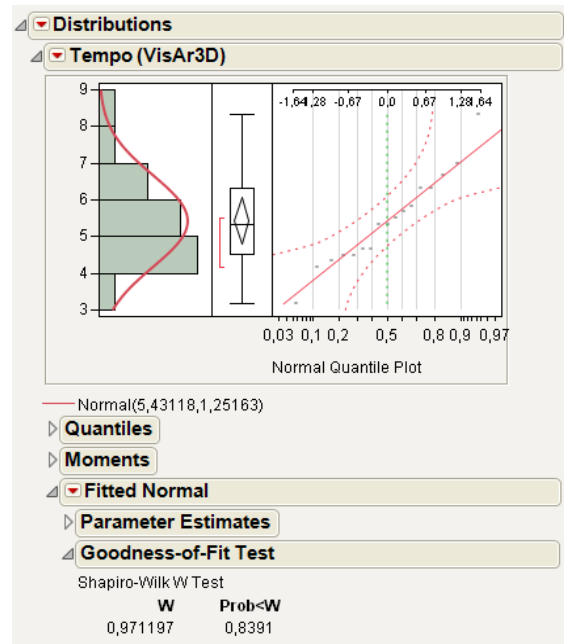 Distributions
Tempo (VisAr3D)
9
8
7
6
5
4
3
-1,64 -1,28 -0,67 0,0 0,67 1,28 1,64
0,03 0,1 0,2 0,5 0,8 0,9 0,97
Normal Quantile Plot
Normal(5,43118,1,25163)
Quantiles
Moments
Fitted Normal
Parameter Estimates
Goodness-of-Fit Test
Shapiro-Wilk W Test
W Prob<W
0,971197 0,8391